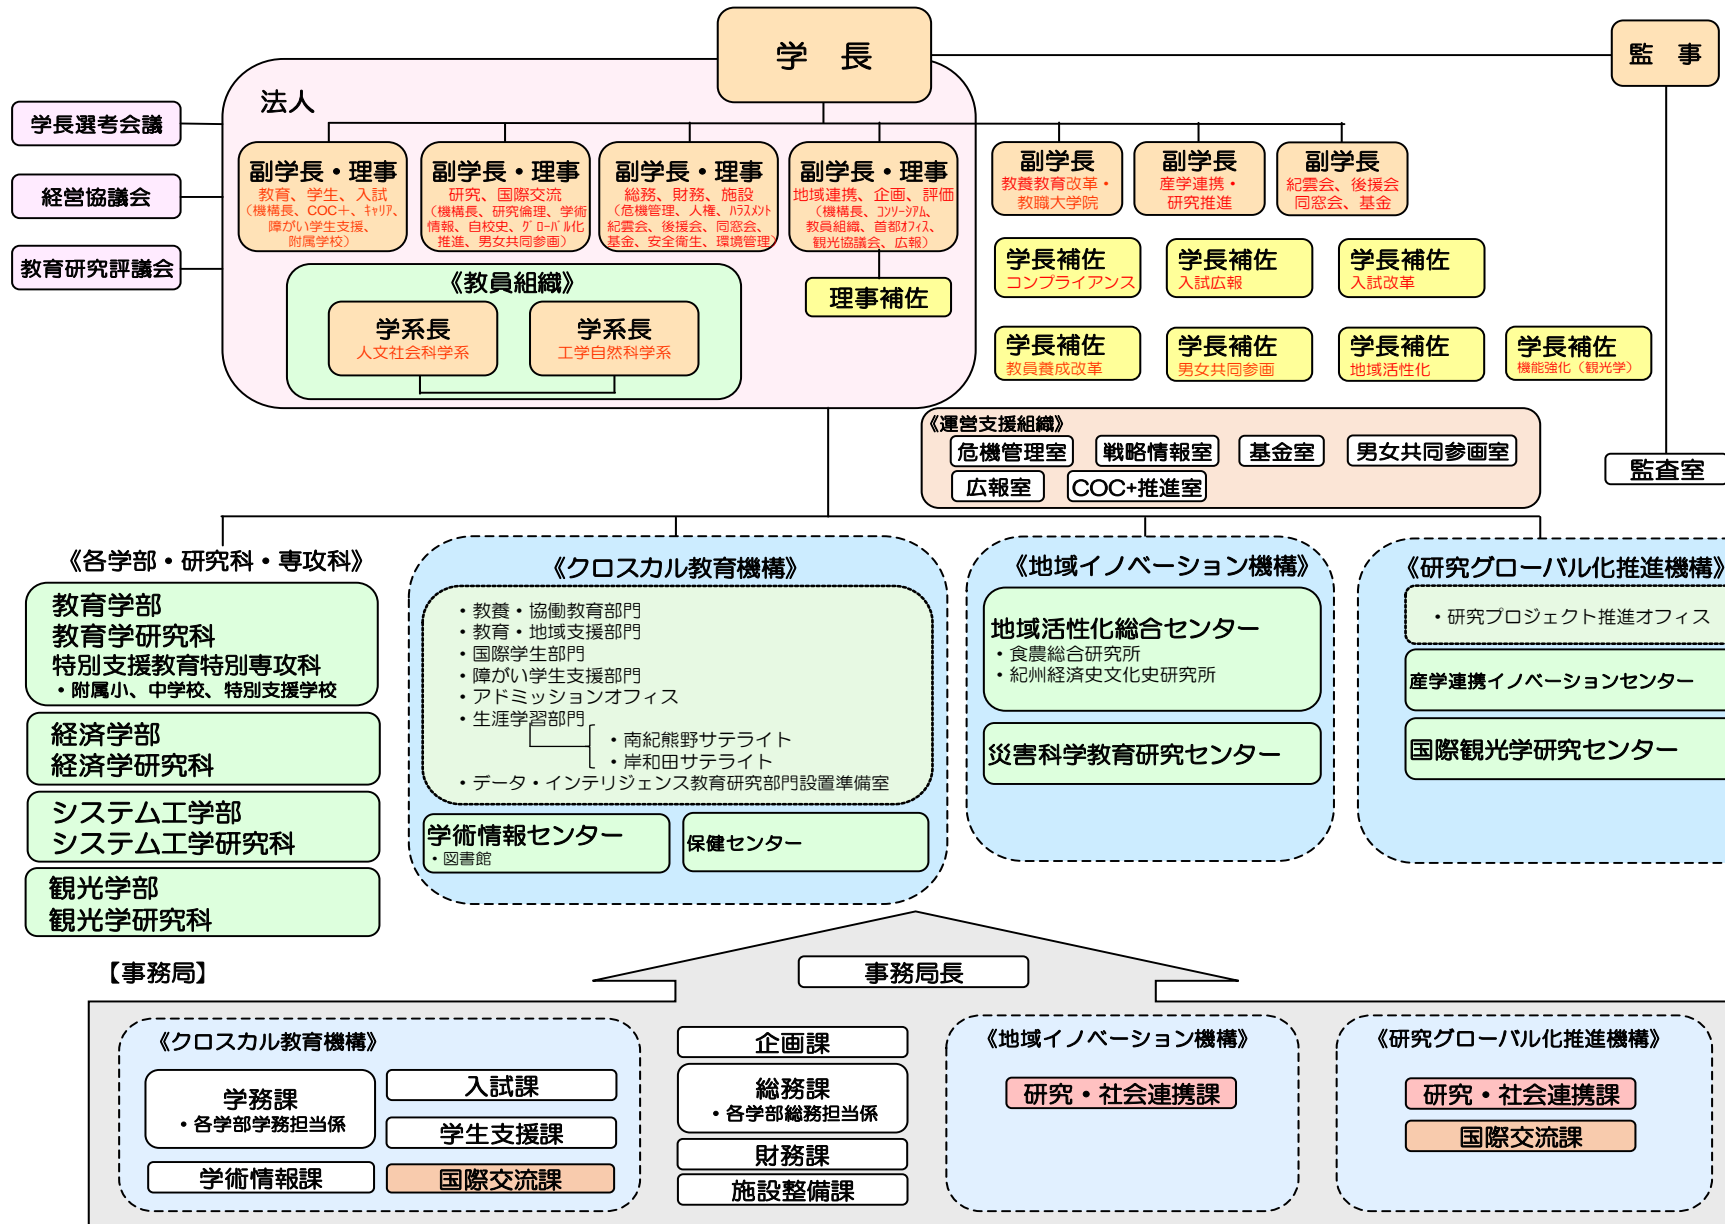 学　長
監　事
法人
学長選考会議
経営協議会
教育研究評議会
副学長・理事
教育、学生、入試
（機構長、COC＋、ｷｬﾘｱ、
障がい学生支援、
附属学校）
副学長・理事
研究、国際交流
（機構長、研究倫理、学術
情報、自校史、ｸﾞﾛｰﾊﾞﾙ化
推進、男女共同参画）
副学長・理事
総務、財務、施設
（危機管理、人権、ﾊﾗｽﾒﾝﾄ
紀雲会、後援会、同窓会、
基金、安全衛生、環境管理）
副学長・理事
地域連携、企画、評価
（機構長、ｺﾝｿｰｼｱﾑ、
教員組織、首都ｵﾌｨｽ、
観光協議会、広報）
副学長
教養教育改革・
教職大学院
副学長
産学連携・
研究推進
副学長
紀雲会、後援会
同窓会、基金
理事補佐
《教員組織》
学系長
人文社会科学系
学系長
工学自然科学系
学長補佐
コンプライアンス
学長補佐
入試広報
学長補佐
入試改革
学長補佐
教員養成改革
学長補佐
男女共同参画
学長補佐
地域活性化
学長補佐
機能強化（観光学）
《運営支援組織》
危機管理室
戦略情報室
基金室
男女共同参画室
広報室
COC+推進室
監査室
《各学部・研究科・専攻科》
教育学部
教育学研究科
特別支援教育特別専攻科
・附属小、中学校、特別支援学校
経済学部
経済学研究科
システム工学部
システム工学研究科
観光学部
観光学研究科
《クロスカル教育機構》
・教養・協働教育部門
・教育・地域支援部門
・国際学生部門
・障がい学生支援部門
・アドミッションオフィス
・生涯学習部門
・南紀熊野サテライト
・岸和田サテライト
・データ・インテリジェンス教育研究部門設置準備室
学術情報センター
・図書館
保健センター
《地域イノベーション機構》
地域活性化総合センター
・食農総合研究所
・紀州経済史文化史研究所
災害科学教育研究センター
《研究グローバル化推進機構》
・研究プロジェクト推進オフィス
産学連携イノベーションセンター
国際観光学研究センター
【事務局】
事務局長
《クロスカル教育機構》
学務課
・各学部学務担当係
入試課
学生支援課
学術情報課
国際交流課
企画課
総務課
・各学部総務担当係
財務課
施設整備課
《地域イノベーション機構》
研究・社会連携課
《研究グローバル化推進機構》
研究・社会連携課
国際交流課